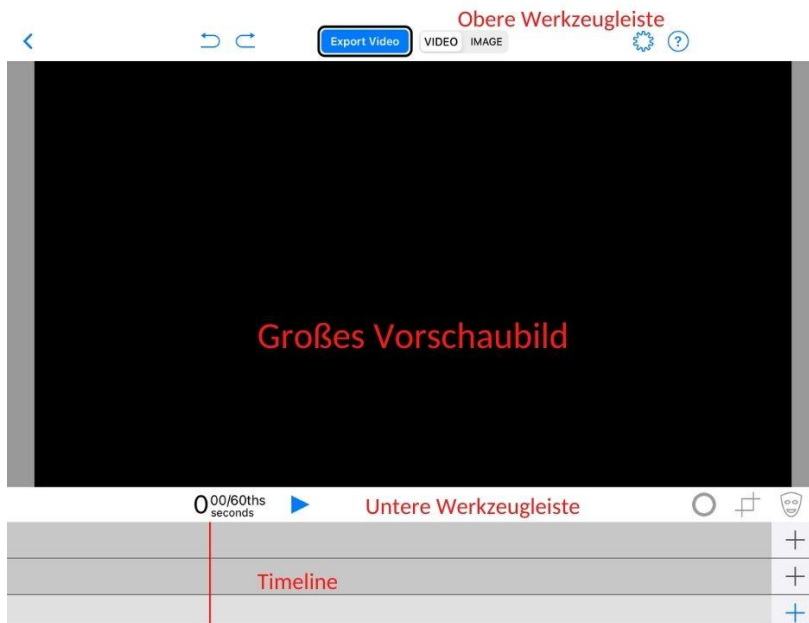 Obere Werkzeugleiste
Export Video VIDEO IMAGE ?
Großes Vorschaubild
0 00/60ths
seconds
Untere Werkzeugleiste
Timeline